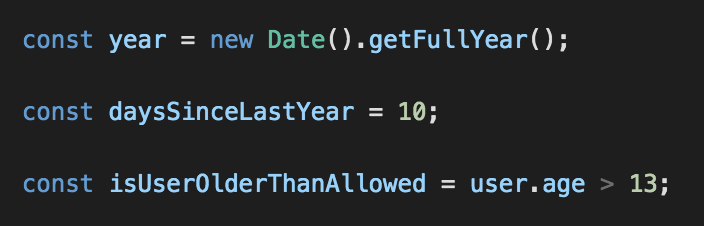 const year = new Date().getFullYear();
const daysSinceLastYear = 10;
const isUserOlderThanAllowed = user.age > 13;